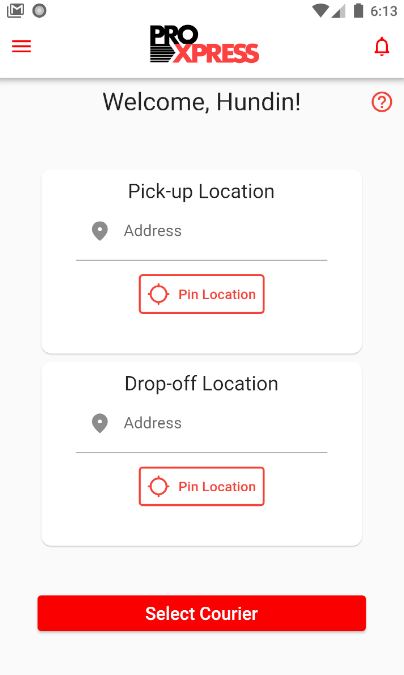 6:13
PRO
XPRESS
Welcome, Hundin!
Pick-up Location
Address
Pin Location
Drop-off Location
Address
Pin Location
Select Courier